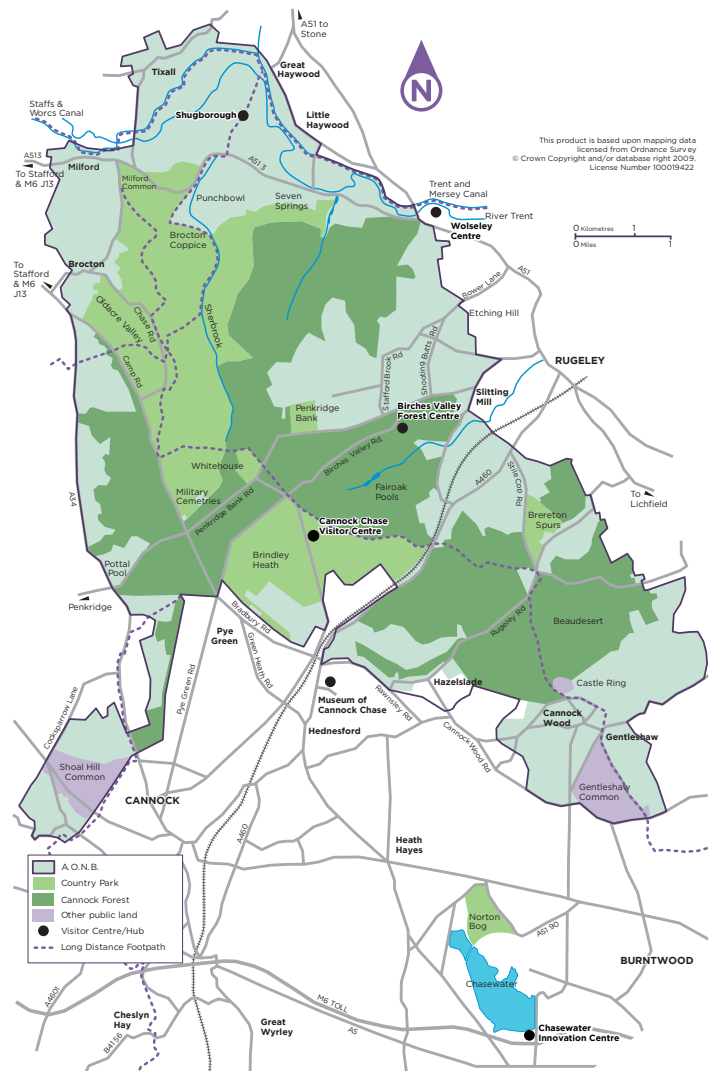 A51 to
Stone
Great
Haywood
Tixall
Staffs &
Worcs Canal
Shugborough
Little
Haywood
N
This product is based upon mapping data
licensed from Ordnance Survey
© Crown Copyright and/or database right 2009.
License Number 100019422
A513
To Stafford
& M6 J13
Milford
Milford
Common
A51 3
Punchbowl
Seven
Springs
Trent and
Mersey Canal
River Trent
Wolseley
Centre
0 Kilometres 1
0 Miles 1
Brocton
Coppice
To
Stafford
& M6
J13
Brocton
A51
Bower Lane
Etching Hill
Oldacre Valley
Chase Rd
Sherbrook
Camp Rd
Stafford Brook Rd
Shooting Butts Rd
RUGELEY
Slitting
Mill
Penkridge
Bank
Birches Valley
Forest Centre
Birches Valley Rd.
Whitehouse
A34
Military
Cemeteries
Penkridge Bank Rd
Fairoak
Pools
A460
Stile Cop Rd
To
Lichfield
Brereton
Spurs
Cannock Chase
Visitor Centre
Brindley
Heath
Pottal
Pool
Penkridge
Bradbury Rd
Pye
Green
Green Heath Rd
Rugeley Rd
Beaudesert
Pye Green Rd
Hazelslade
Castle Ring
Museum of
Cannock Chase
Rawnsley Rd
Cannock
Wood
Cocksparrow Lane
Hednesford
Cannock Wood Rd
Gentleshaw
Shoal Hill
Common
CANNOCK
Gentleshaw
Common
A460
Heath
Hayes
A.O.N.B.
Country Park
Cannock Forest
Other public land
Visitor Centre/Hub
Long Distance Footpath
Norton
Bog
A51 90
BURNTWOOD
Chasewater
A4601
M6 TOLL
A5
Cheslyn
Hay
B4156
Great
Wyrley
Chasewater
Innovation Centre